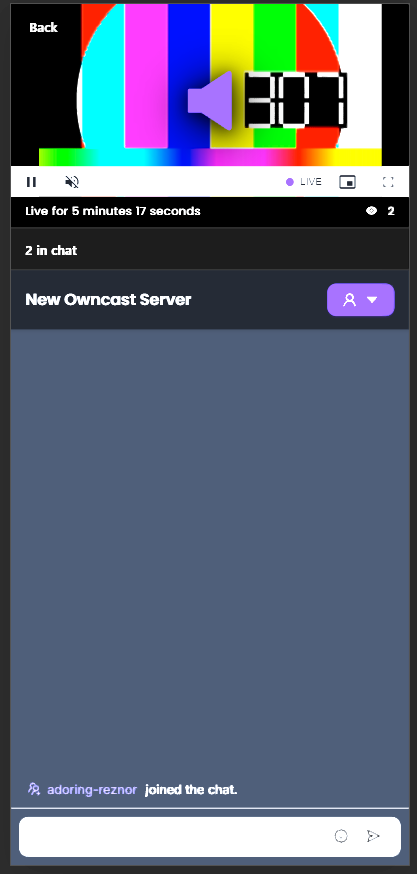 Back
LIVE
Live for 5 minutes 17 seconds
2
2 in chat
New Owncast Server
adoring-reznor joined the chat.